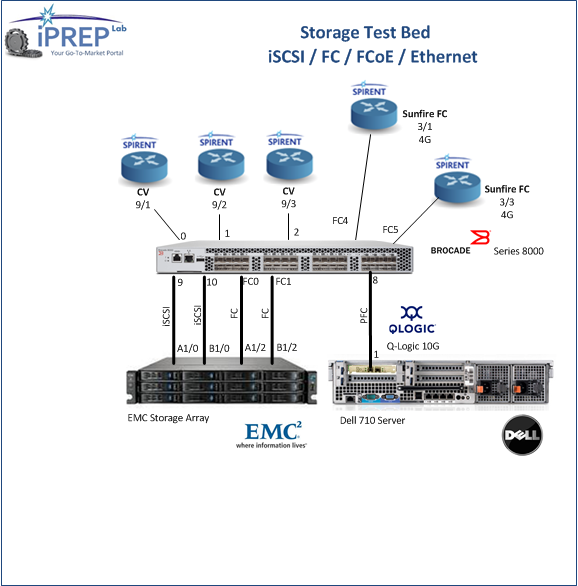 SPIRENT
iPREP Lab
Your Go-To-Market Portal
Storage Test Bed
iSCSI / FC / FCoE / Ethernet
SPIRENT
Sunfire FC
3/1
4G
SPIRENT
CV
9/1
SPIRENT
CV
9/2
SPIRENT
CV
9/3
SPIRENT
Sunfire FC
3/3
4G
0
1
2
FC4
FC5
BROCADE
Series 8000
9
10
FC0
FC1
8
iSCSI
iSCSI
FC
FC
PFC
QLOGIC
Q-Logic 10G
A1/0
B1/0
A1/2
B1/2
1
EMC Storage Array
EMC²
where information lives®
Dell 710 Server
DELL